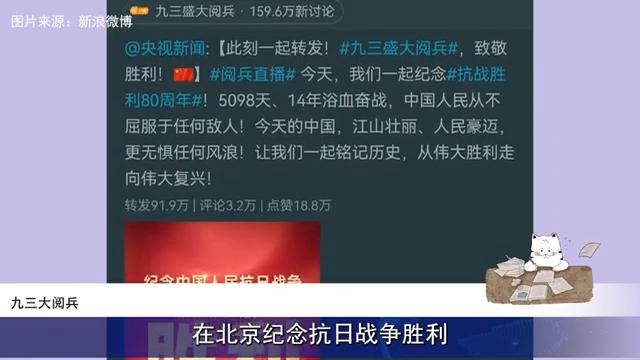 图片来源：新浪微博
九三盛大阅兵 · 159.6万新讨论
@央视新闻:【此刻一起转发！#九三盛大阅兵#，致敬
胜利！🇨🇳】#阅兵直播# 今天，我们一起纪念#抗战胜
利80周年#！5098天、14年浴血奋战，中国人民从不
屈服于任何敌人！今天的中国，江山壮丽、人民豪迈，
更无惧任何风浪！让我们一起铭记历史，从伟大胜利走
向伟大复兴！
转发91.9万 | 评论3.2万 | 点赞18.8万
纪念中国人民抗日战争
九三大阅兵
在北京纪念抗日战争胜利